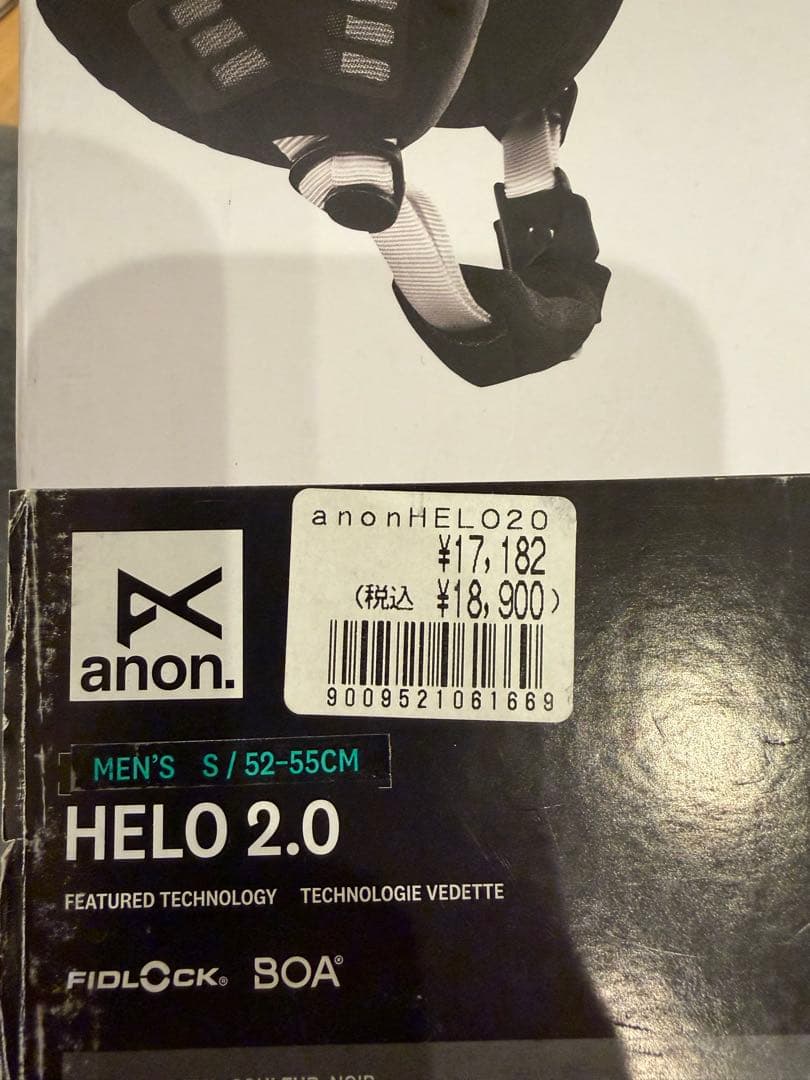 anonHELO20
¥17,182
(税込 ¥18,900)
9009521061669
anon.
MEN'S S / 52-55CM
HELO 2.0
FEATURED TECHNOLOGY TECHNOLOGIE VEDETTE
FIDLOCK® BOA®